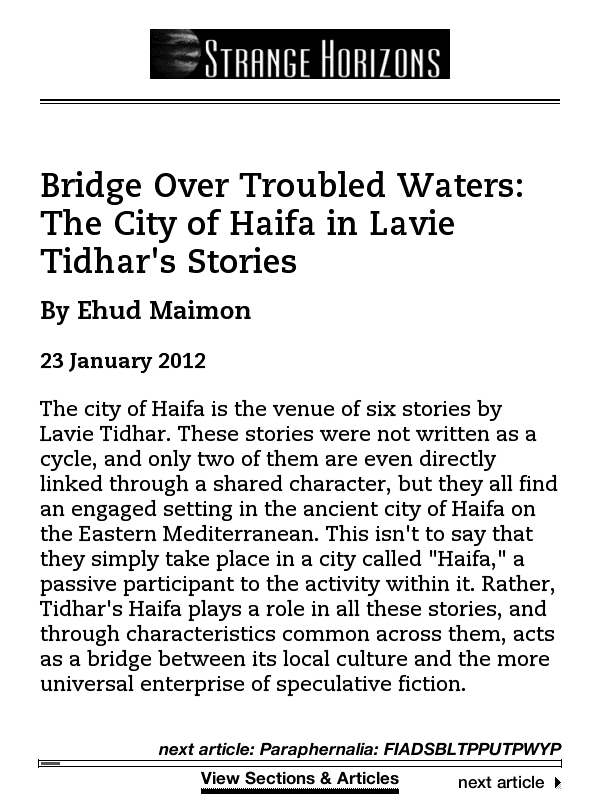 STRANGE HORIZONS
Bridge Over Troubled Waters:
The City of Haifa in Lavie
Tidhar's Stories
By Ehud Maimon
23 January 2012
The city of Haifa is the venue of six stories by
Lavie Tidhar. These stories were not written as a
cycle, and only two of them are even directly
linked through a shared character, but they all find
an engaged setting in the ancient city of Haifa on
the Eastern Mediterranean. This isn't to say that
they simply take place in a city called "Haifa," a
passive participant to the activity within it. Rather,
Tidhar's Haifa plays a role in all these stories, and
through characteristics common across them, acts
as a bridge between its local culture and the more
universal enterprise of speculative fiction.
next article: Paraphernalia: FIADSBLTPPUTPWYP
View Sections & Articles
next article